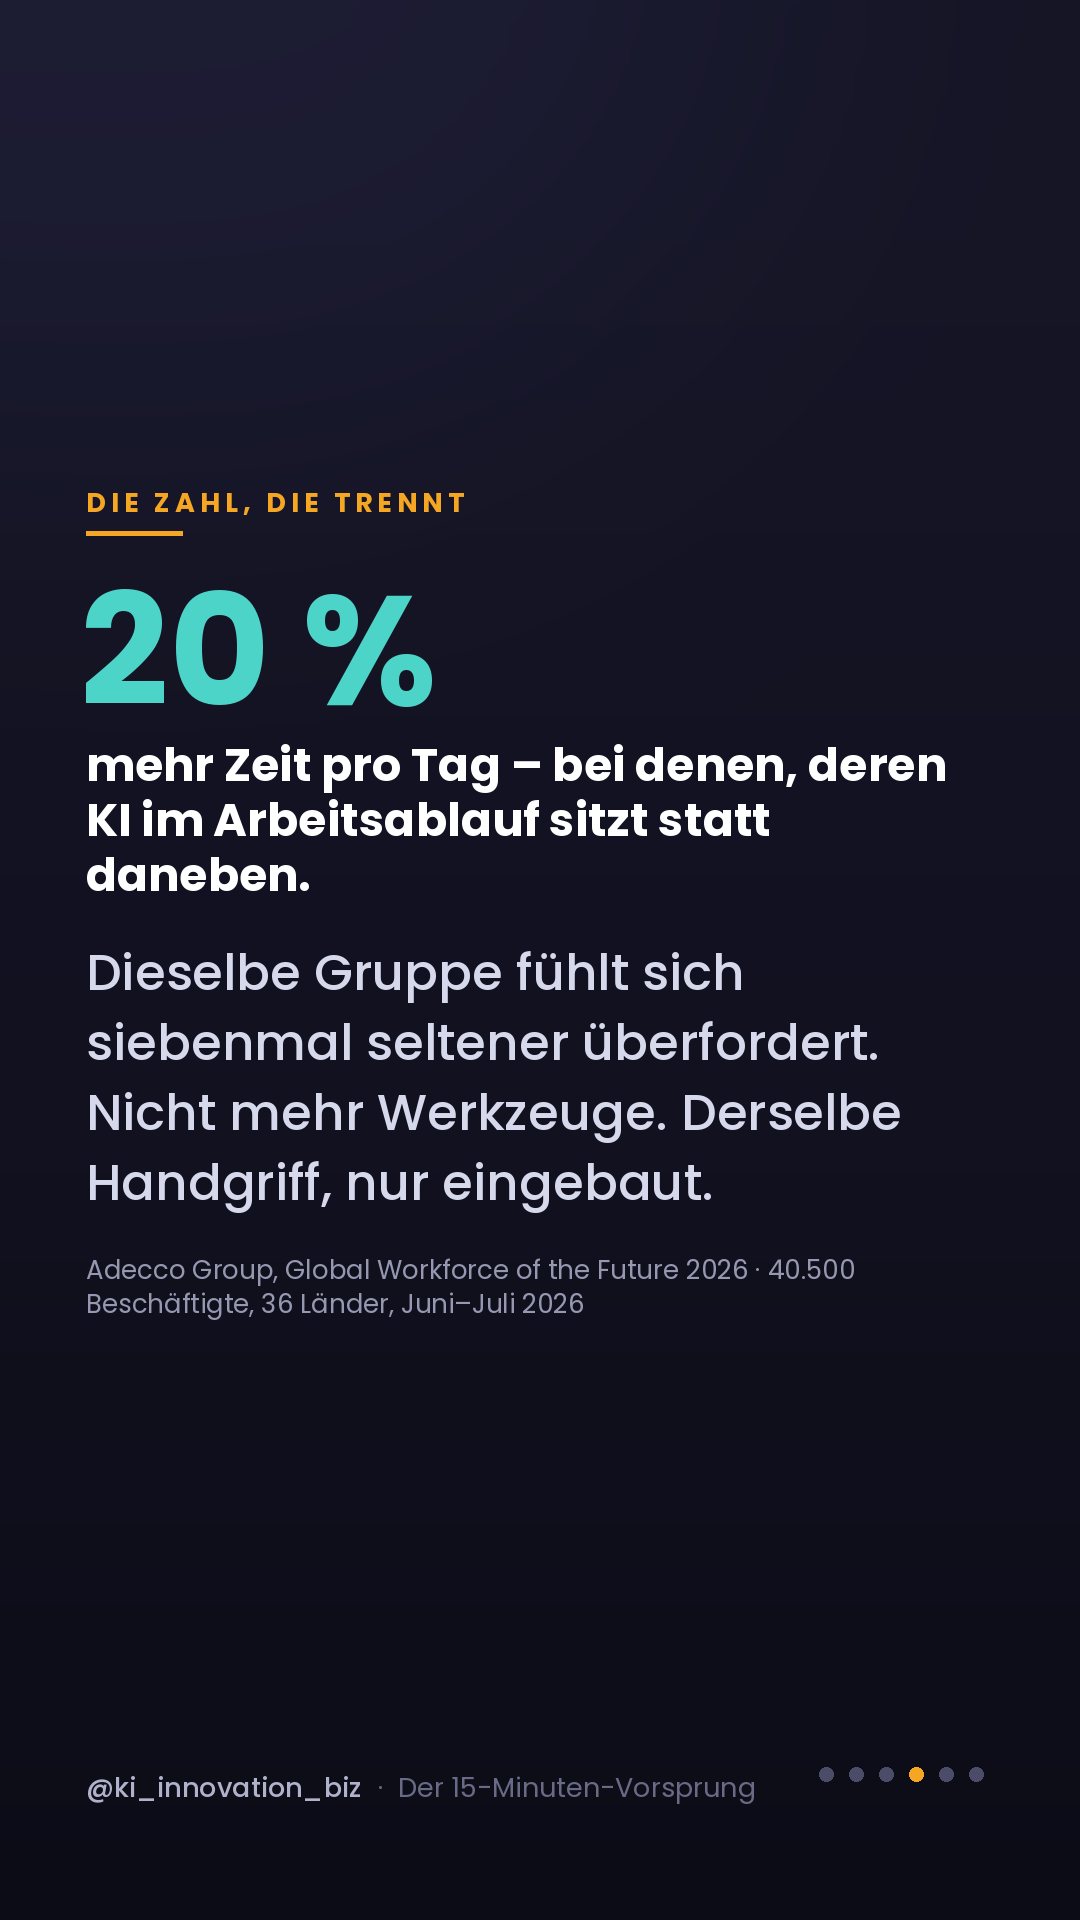 DIE ZAHL, DIE TRENNT
20 %
mehr Zeit pro Tag – bei denen, deren
KI im Arbeitsablauf sitzt statt
daneben.
Dieselbe Gruppe fühlt sich
siebenmal seltener überfordert.
Nicht mehr Werkzeuge. Derselbe
Handgriff, nur eingebaut.
Adecco Group, Global Workforce of the Future 2026 · 40.500
Beschäftigte, 36 Länder, Juni–Juli 2026
@ki_innovation_biz · Der 15-Minuten-Vorsprung